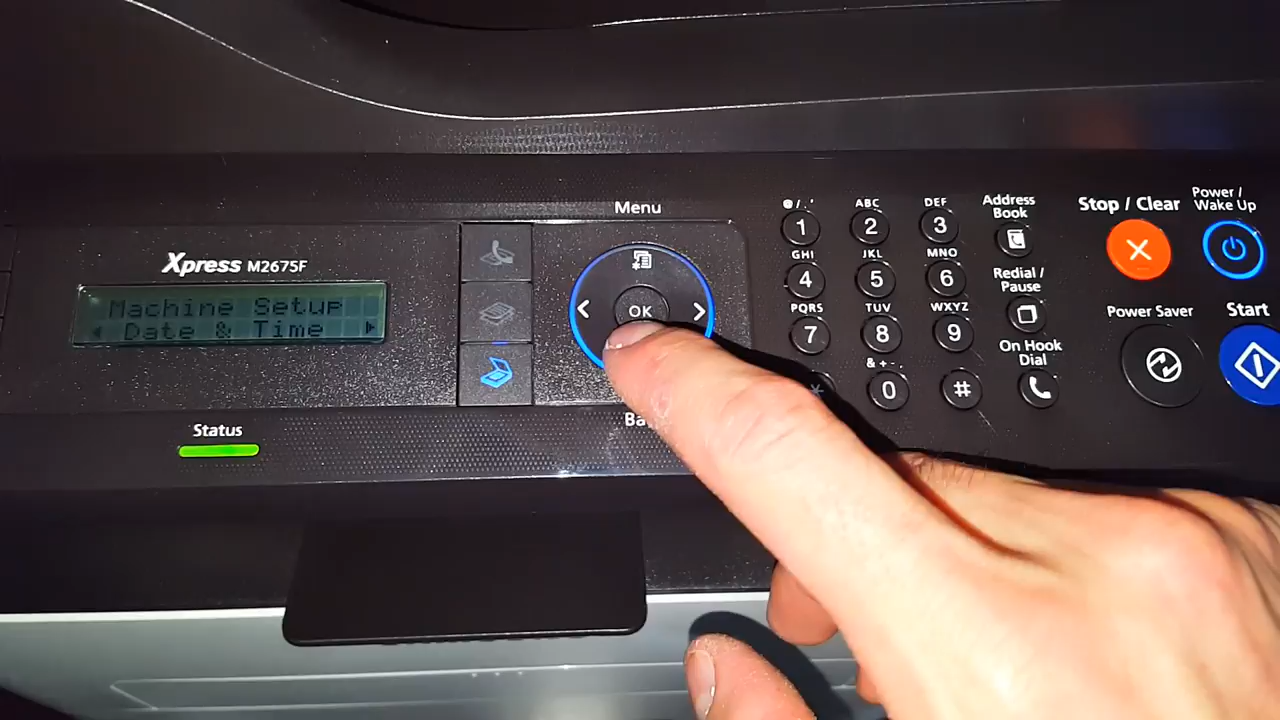 Xpress M2675F
Machine Setup
Date & Time
Status
Menu
OK
@/.'
1
ABC
2
DEF
3
GHI
4
JKL
5
MNO
6
PQRS
7
TUV
8
WXYZ
9
*
& + - .
0
#
Address
Book
Redial /
Pause
On Hook
Dial
Stop / Clear
Power /
Wake Up
Power Saver
Start